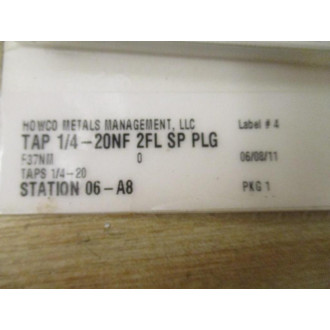 HOWCO METALS MANAGEMENT, LLC Label # 4
TAP 1/4-20NF 2FL SP PLG
F37NM 0 06/08/11
TAPS 1/4-20
STATION 06-A8 PKG 1